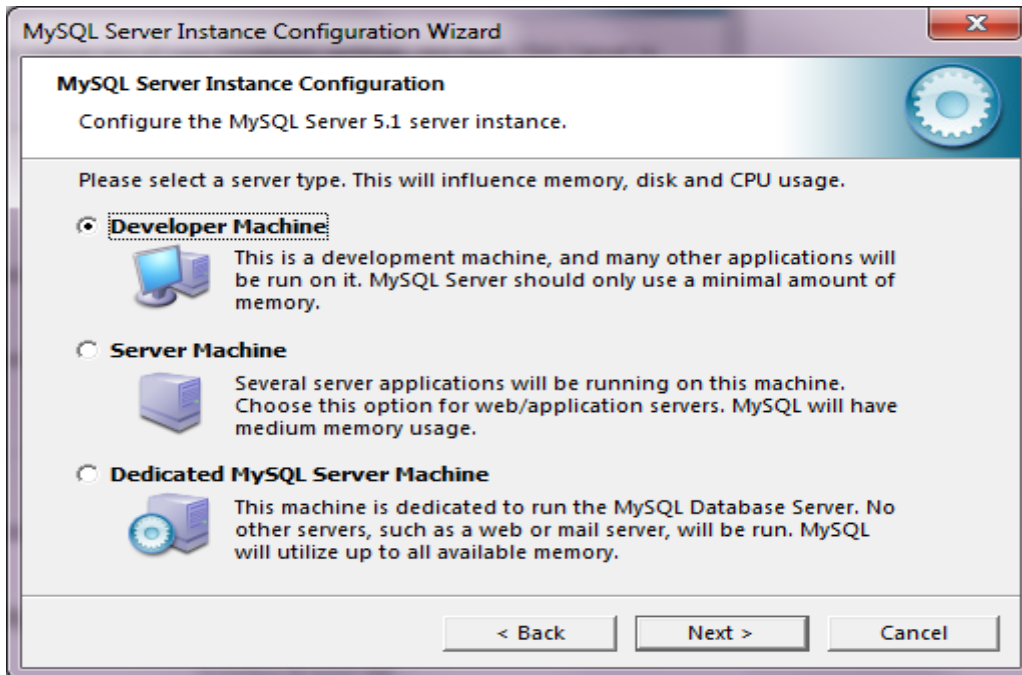 MySQL Server Instance Configuration Wizard
MySQL Server Instance Configuration
Configure the MySQL Server 5.1 server instance.
Please select a server type. This will influence memory, disk and CPU usage.
Developer Machine
This is a development machine, and many other applications will
be run on it. MySQL Server should only use a minimal amount of
memory.
Server Machine
Several server applications will be running on this machine.
Choose this option for web/application servers. MySQL will have
medium memory usage.
Dedicated MySQL Server Machine
This machine is dedicated to run the MySQL Database Server. No
other servers, such as a web or mail server, will be run. MySQL
will utilize up to all available memory.
< Back Next > Cancel